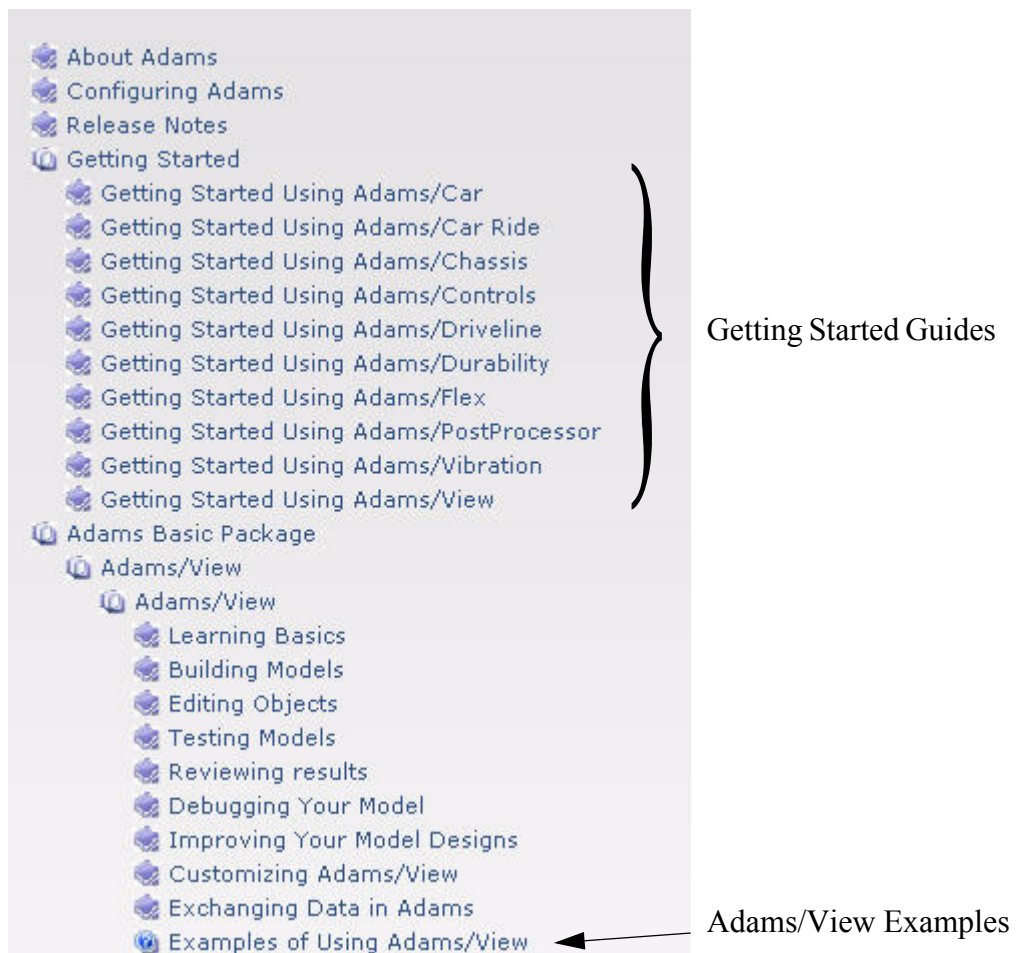 About Adams
Configuring Adams
Release Notes
Getting Started
Getting Started Using Adams/Car
Getting Started Using Adams/Car Ride
Getting Started Using Adams/Chassis
Getting Started Using Adams/Controls
Getting Started Using Adams/Driveline
Getting Started Using Adams/Durability
Getting Started Using Adams/Flex
Getting Started Using Adams/PostProcessor
Getting Started Using Adams/Vibration
Getting Started Using Adams/View
Getting Started Guides
Adams Basic Package
Adams/View
Adams/View
Learning Basics
Building Models
Editing Objects
Testing Models
Reviewing results
Debugging Your Model
Improving Your Model Designs
Customizing Adams/View
Exchanging Data in Adams
Examples of Using Adams/View
Adams/View Examples